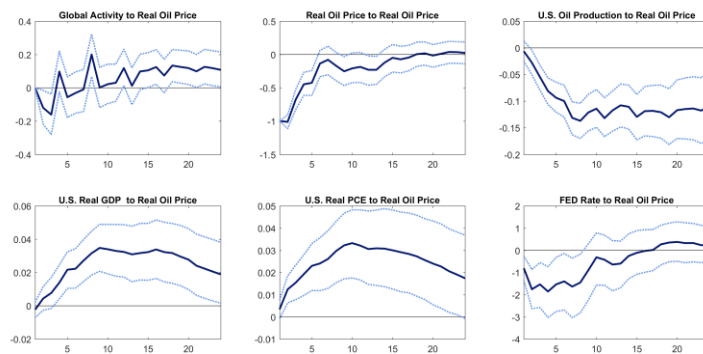 Global Activity to Real Oil Price
0.4
0.2
0
-0.2
-0.4
5 10 15 20
Real Oil Price to Real Oil Price
0.5
0
-0.5
-1
-1.5
5 10 15 20
U.S. Oil Production to Real Oil Price
0.05
0
-0.05
-0.1
-0.15
-0.2
5 10 15 20
U.S. Real GDP to Real Oil Price
0.06
0.04
0.02
0
-0.02
5 10 15 20
U.S. Real PCE to Real Oil Price
0.05
0.04
0.03
0.02
0.01
0
-0.01
5 10 15 20
FED Rate to Real Oil Price
2
1
0
-1
-2
-3
-4
5 10 15 20